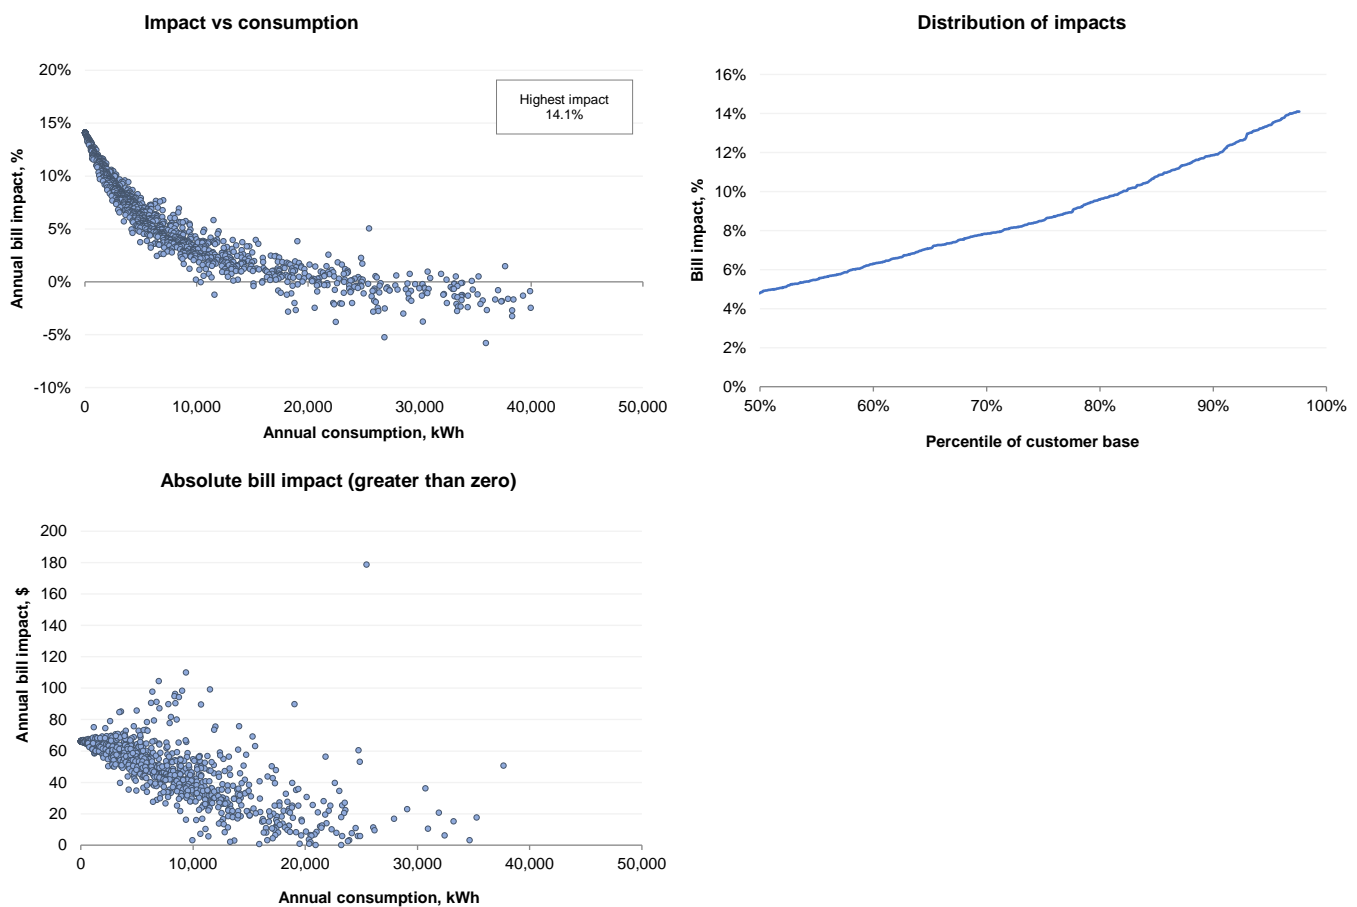 Impact vs consumption
20%
15%
10%
5%
0%
-5%
-10%
Annual bill impact, %
Highest impact
14.1%
0 10,000 20,000 30,000 40,000 50,000
Annual consumption, kWh
Distribution of impacts
16%
14%
12%
10%
8%
6%
4%
2%
0%
Bill impact, %
50% 60% 70% 80% 90% 100%
Percentile of customer base
Absolute bill impact (greater than zero)
200
180
160
140
120
100
80
60
40
20
0
Annual bill impact, $
0 10,000 20,000 30,000 40,000 50,000
Annual consumption, kWh